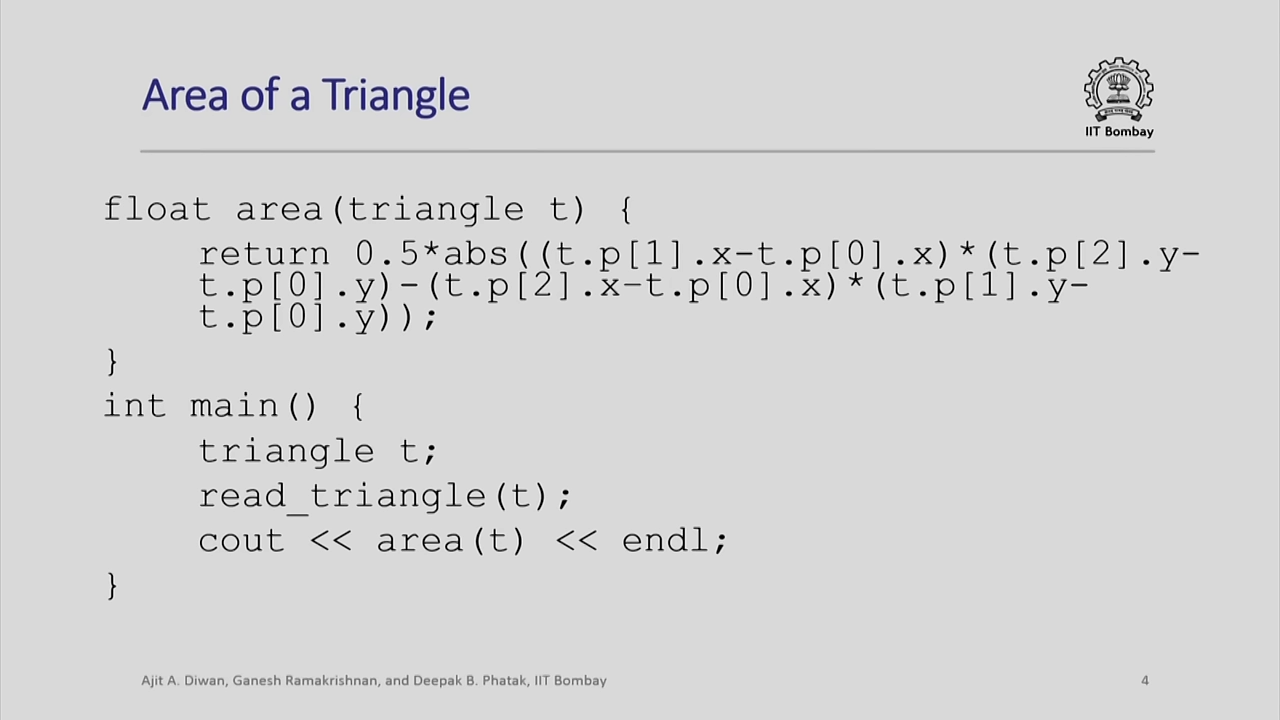 Area of a Triangle
IIT Bombay
float area(triangle t) {
return 0.5*abs((t.p[1].x-t.p[0].x)*(t.p[2].y-
t.p[0].y)-(t.p[2].x-t.p[0].x)*(t.p[1].y-
t.p[0].y));
}
int main() {
triangle t;
read_triangle(t);
cout << area(t) << endl;
}
Ajit A. Diwan, Ganesh Ramakrishnan, and Deepak B. Phatak, IIT Bombay
4